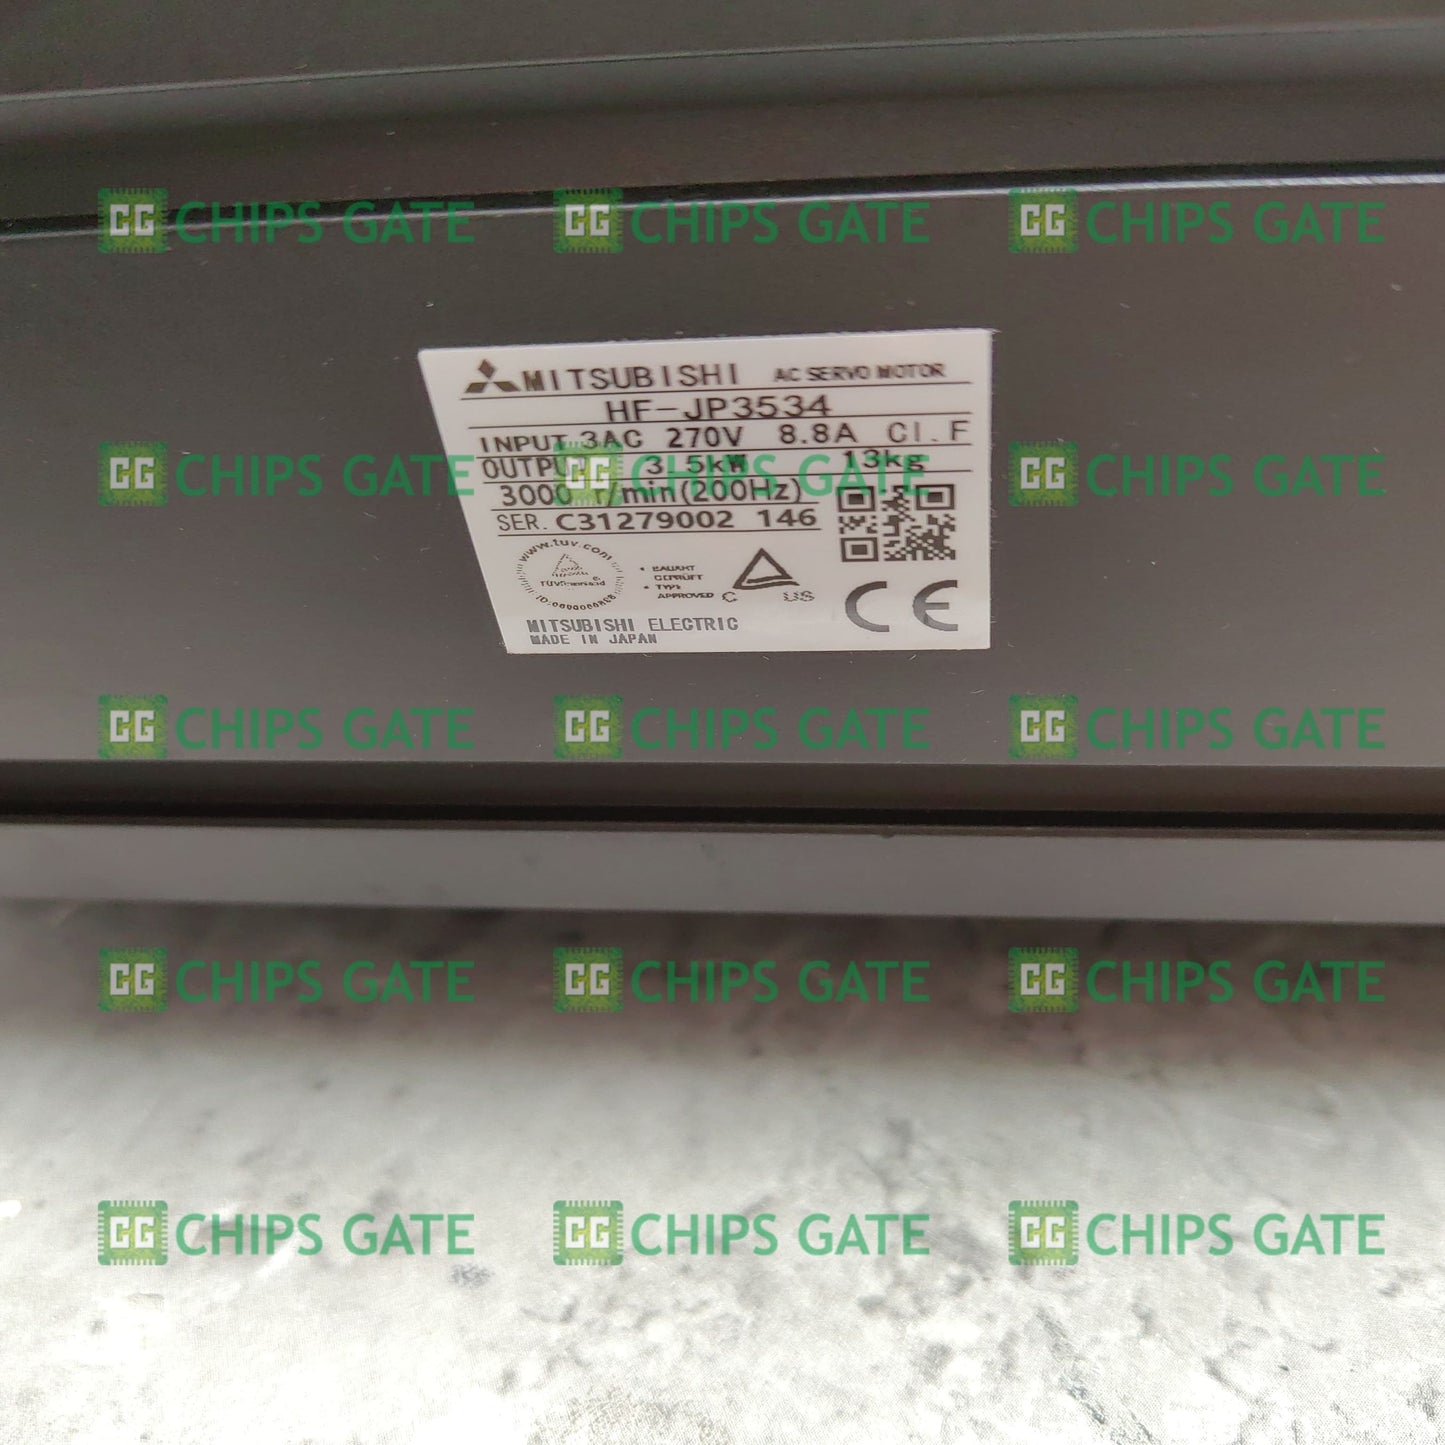 CG CHIPS GATE CG CHIPS GATE CG CHIPS GATE
MITSUBISHI AC SERVO MOTOR
HF-JP3534
INPUT 3AC 270V 8.8A CI.F
CG CHIPS GATE CG CG CHIPS GATE
OUTPUT 3.5kW 13kg
3000 r/min(200Hz)
SER. C31279002 146
www.tuv.com
TÜV
BAUART
GEPRÜFT
TYPE
APPROVED
C US
CE
MITSUBISHI ELECTRIC
MADE IN JAPAN
CG CHIPS GATE CG CHIPS GATE CG CHIPS GATE
CG CHIPS GATE CG CHIPS GATE CG CHIPS GATE
CG CHIPS GATE CG CHIPS GATE CG CHIPS GATE